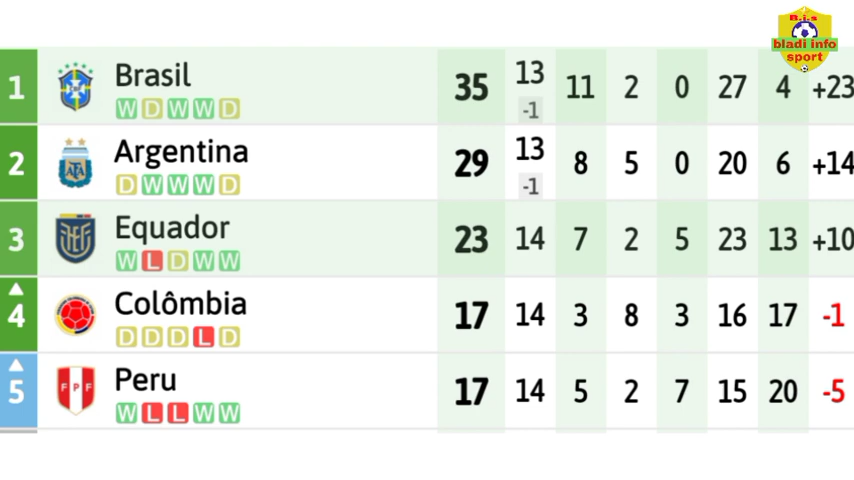 B.i.s
bladi info
sport
1 Brasil 35 13 11 2 0 27 4 +23
W D W W D -1
2 Argentina 29 13 8 5 0 20 6 +14
D W W W D -1
3 Equador 23 14 7 2 5 23 13 +10
W L D W W
4 Colômbia 17 14 3 8 3 16 17 -1
D D D L D
5 Peru 17 14 5 2 7 15 20 -5
W L L W W
AFA
FEF
F P F